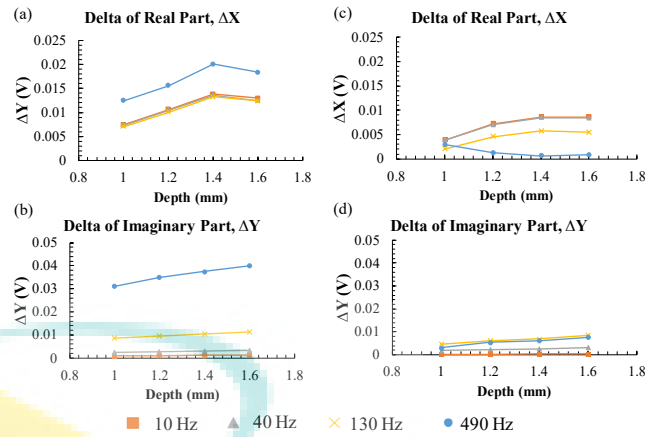 (a)
Delta of Real Part, ΔX
0.025
0.02
0.015
0.01
0.005
0
ΔY (V)
0.8 1 1.2 1.4 1.6 1.8
Depth (mm)
(c)
Delta of Real Part, ΔX
0.025
0.02
0.015
0.01
0.005
0
ΔX (V)
0.8 1 1.2 1.4 1.6 1.8
Depth (mm)
(b)
Delta of Imaginary Part, ΔY
0.05
0.04
0.03
0.02
0.01
0
ΔY (V)
0.8 1 1.2 1.4 1.6 1.8
Depth (mm)
(d)
Delta of Imaginary Part, ΔY
0.05
0.04
0.03
0.02
0.01
0
ΔY (V)
0.8 1 1.2 1.4 1.6 1.8
Depth (mm)
10 Hz 40 Hz 130 Hz 490 Hz